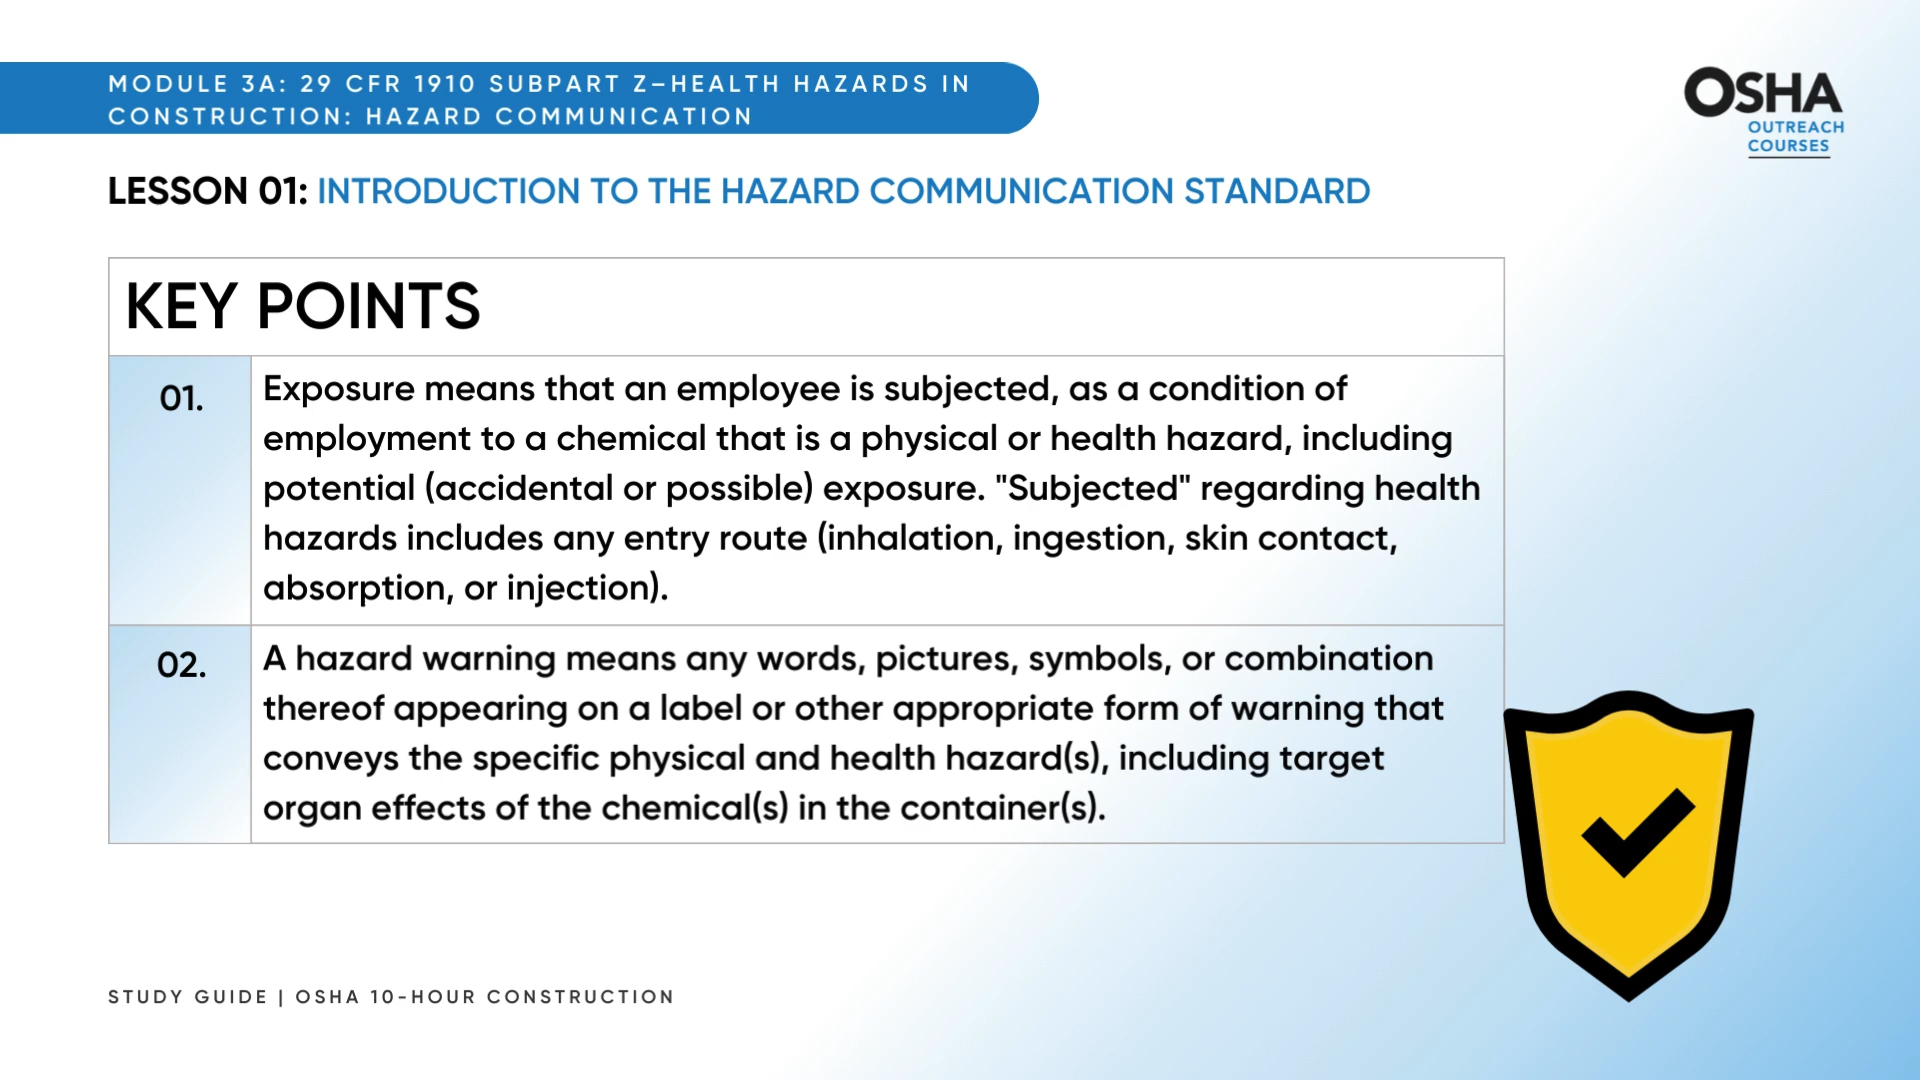 MODULE 3A: 29 CFR 1910 SUBPART Z–HEALTH HAZARDS IN
CONSTRUCTION: HAZARD COMMUNICATION
OSHA
OUTREACH
COURSES
LESSON 01: INTRODUCTION TO THE HAZARD COMMUNICATION STANDARD
KEY POINTS
01.
Exposure means that an employee is subjected, as a condition of
employment to a chemical that is a physical or health hazard, including
potential (accidental or possible) exposure. "Subjected" regarding health
hazards includes any entry route (inhalation, ingestion, skin contact,
absorption, or injection).
02.
A hazard warning means any words, pictures, symbols, or combination
thereof appearing on a label or other appropriate form of warning that
conveys the specific physical and health hazard(s), including target
organ effects of the chemical(s) in the container(s).
STUDY GUIDE | OSHA 10-HOUR CONSTRUCTION